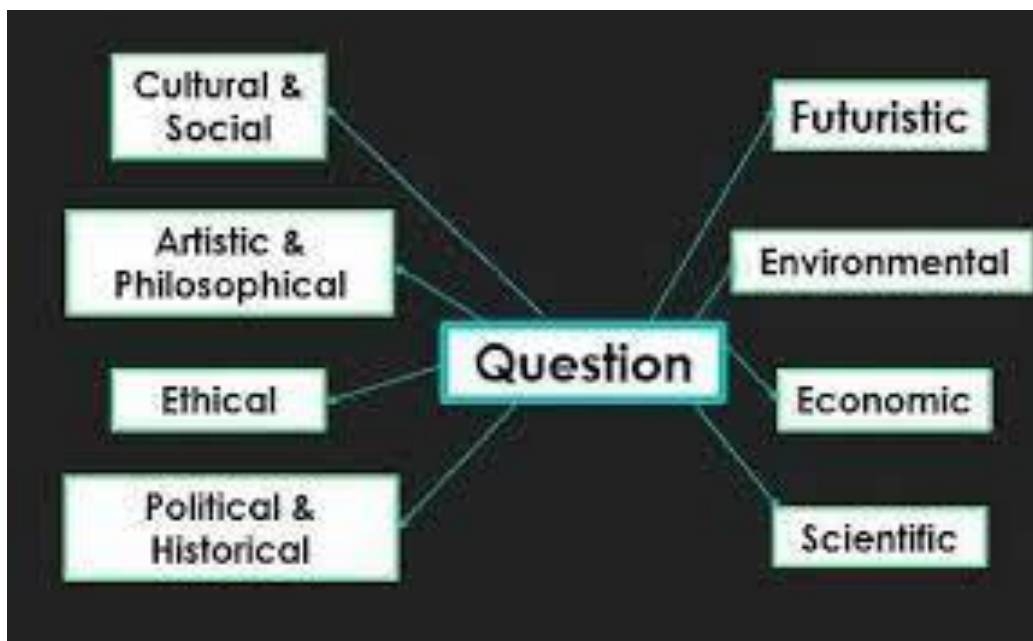 Cultural &
Social
Artistic &
Philosophical
Ethical
Political &
Historical
Question
Futuristic
Environmental
Economic
Scientific